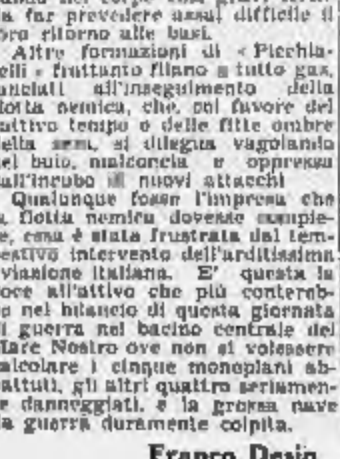 da far prevedere assai difficile il
loro ritorno alle basi.
Altre formazioni di « Picchia-
telli » frattanto filano a tutto gas,
lanciati all'inseguimento della
flotta nemica, che, col favore del
cattivo tempo e delle fitte ombre
della sera, si dilegua vagolando
nel buio, malconcia e oppressa
dall'incubo di nuovi attacchi
Qualunque fosse l'impresa che
la flotta nemica dovesse compie-
re, essa è stata frustrata dal tem-
pestivo intervento dell'arditissima
aviazione italiana. E' questa la
voce all'attivo che più conterob-
be nel bilancio di questa giornata
di guerra nel bacino centrale del
Mare Nostro ove non si volessero
calcolare i cinque monoplani ab-
battuti, gli altri quattro seriamen-
te danneggiati, e la grossa nave
da guerra duramente colpita.
Franco Desio